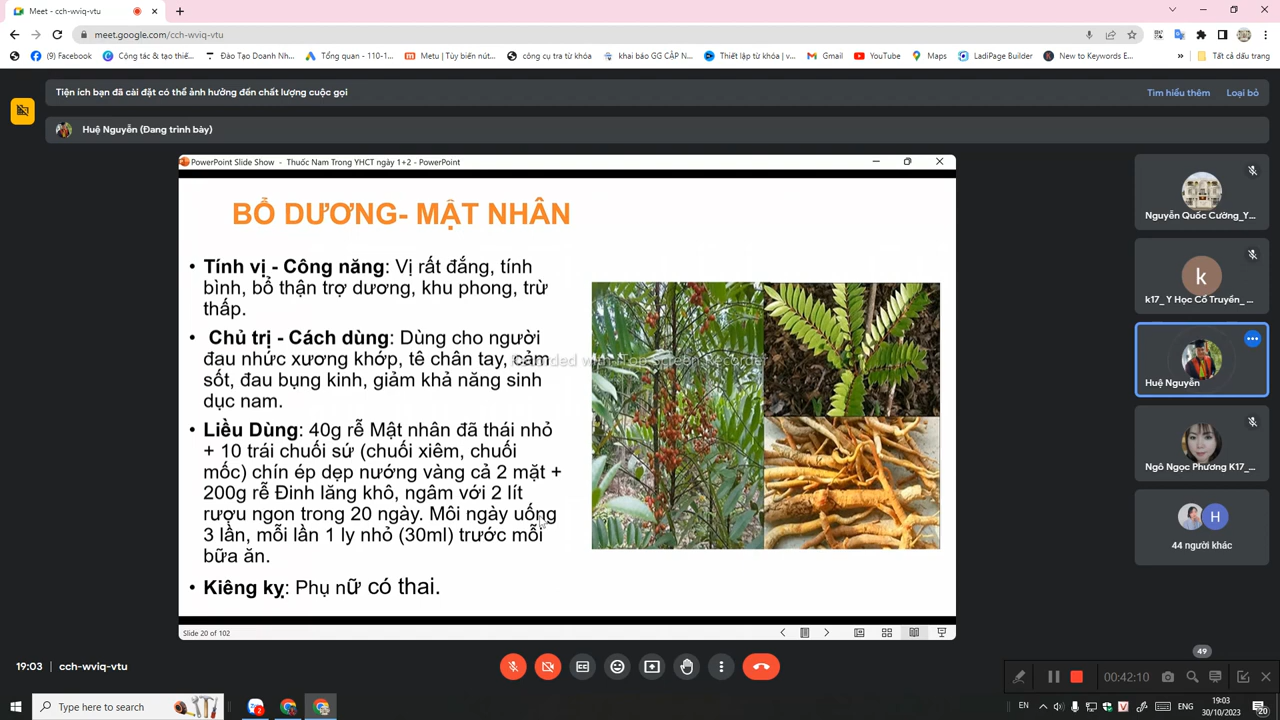 Meet - cch-wviq-vtu
meet.google.com/cch-wviq-vtu
(1) Facebook
Công tác & tạo thiế...
Đào Tạo Doanh Nh...
Tổng quan - 110-1...
Metu | Tùy biến nút...
công cụ tra từ khóa
khai báo GG CẬP N...
Thiết lập từ khóa | v...
Gmail
YouTube
Maps
LadiPage Builder
New to Keywords E...
»
Tất cả dấu trang
Tiện ích bạn đã cài đặt có thể ảnh hưởng đến chất lượng cuộc gọi
Tìm hiểu thêm
Loại bỏ
Huệ Nguyễn (Đang trình bày)
PowerPoint Slide Show - Thuốc Nam Trong YHCT ngày 1+2 - PowerPoint
BỔ DƯƠNG- MẬT NHÂN
• Tính vị - Công năng: Vị rất đắng, tính
bình, bổ thận trợ dương, khu phong, trừ
thấp.
• Chủ trị - Cách dùng: Dùng cho người
đau nhức xương khớp, tê chân tay, cảm
sốt, đau bụng kinh, giảm khả năng sinh
dục nam.
• Liều Dùng: 40g rễ Mật nhân đã thái nhỏ
+ 10 trái chuối sứ (chuối xiêm, chuối
mốc) chín ép dẹp nướng vàng cả 2 mặt +
200g rễ Đinh lăng khô, ngâm với 2 lít
rượu ngon trong 20 ngày. Mỗi ngày uống
3 lần, mỗi lần 1 ly nhỏ (30ml) trước mỗi
bữa ăn.
• Kiêng kỵ: Phụ nữ có thai.
Recorded with iTop Screen Recorder
Slide 20 of 102
Nguyễn Quốc Cường_Y...
k
k17_ Y Học Cổ Truyền_ ...
Huệ Nguyễn
Ngô Ngọc Phương K17_...
H
44 người khác
49
19:03
cch-wviq-vtu
00:42:10
Type here to search
EN
ENG
19:03
30/10/2023
20